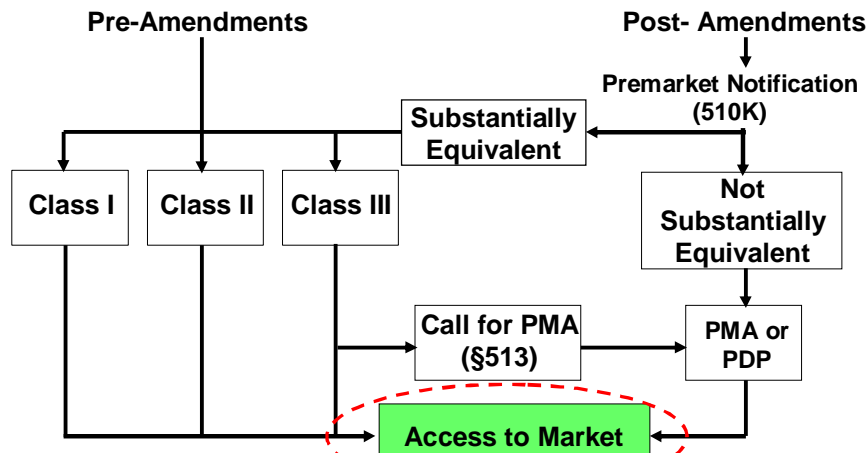 Pre-Amendments
Post- Amendments
Premarket Notification
(510K)
Substantially
Equivalent
Class I
Class II
Class III
Not
Substantially
Equivalent
Call for PMA
(§513)
PMA or
PDP
Access to Market